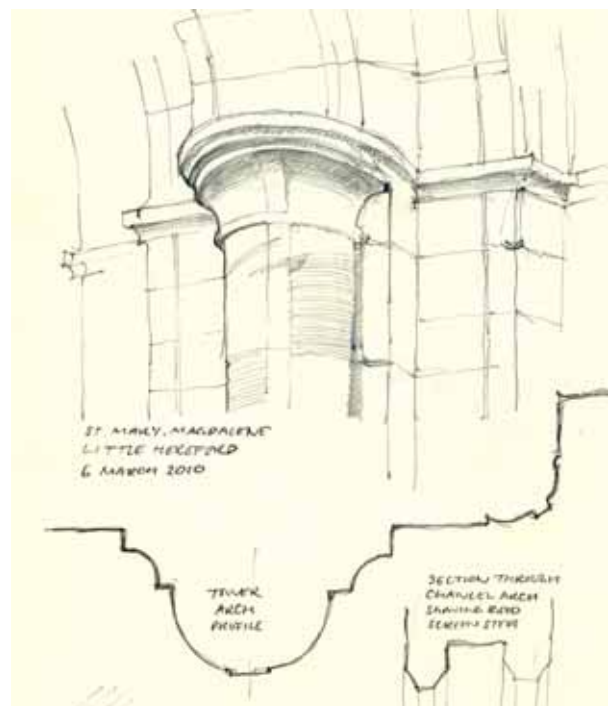 ST. MARY. MAGDALENE
LITTLE HEREFORD
6 MARCH 2010
TOWER
ARCH
PROFILE
SECTION THROUGH
CHANCEL ARCH
SHOWING ROOD
SCREEN STEPS